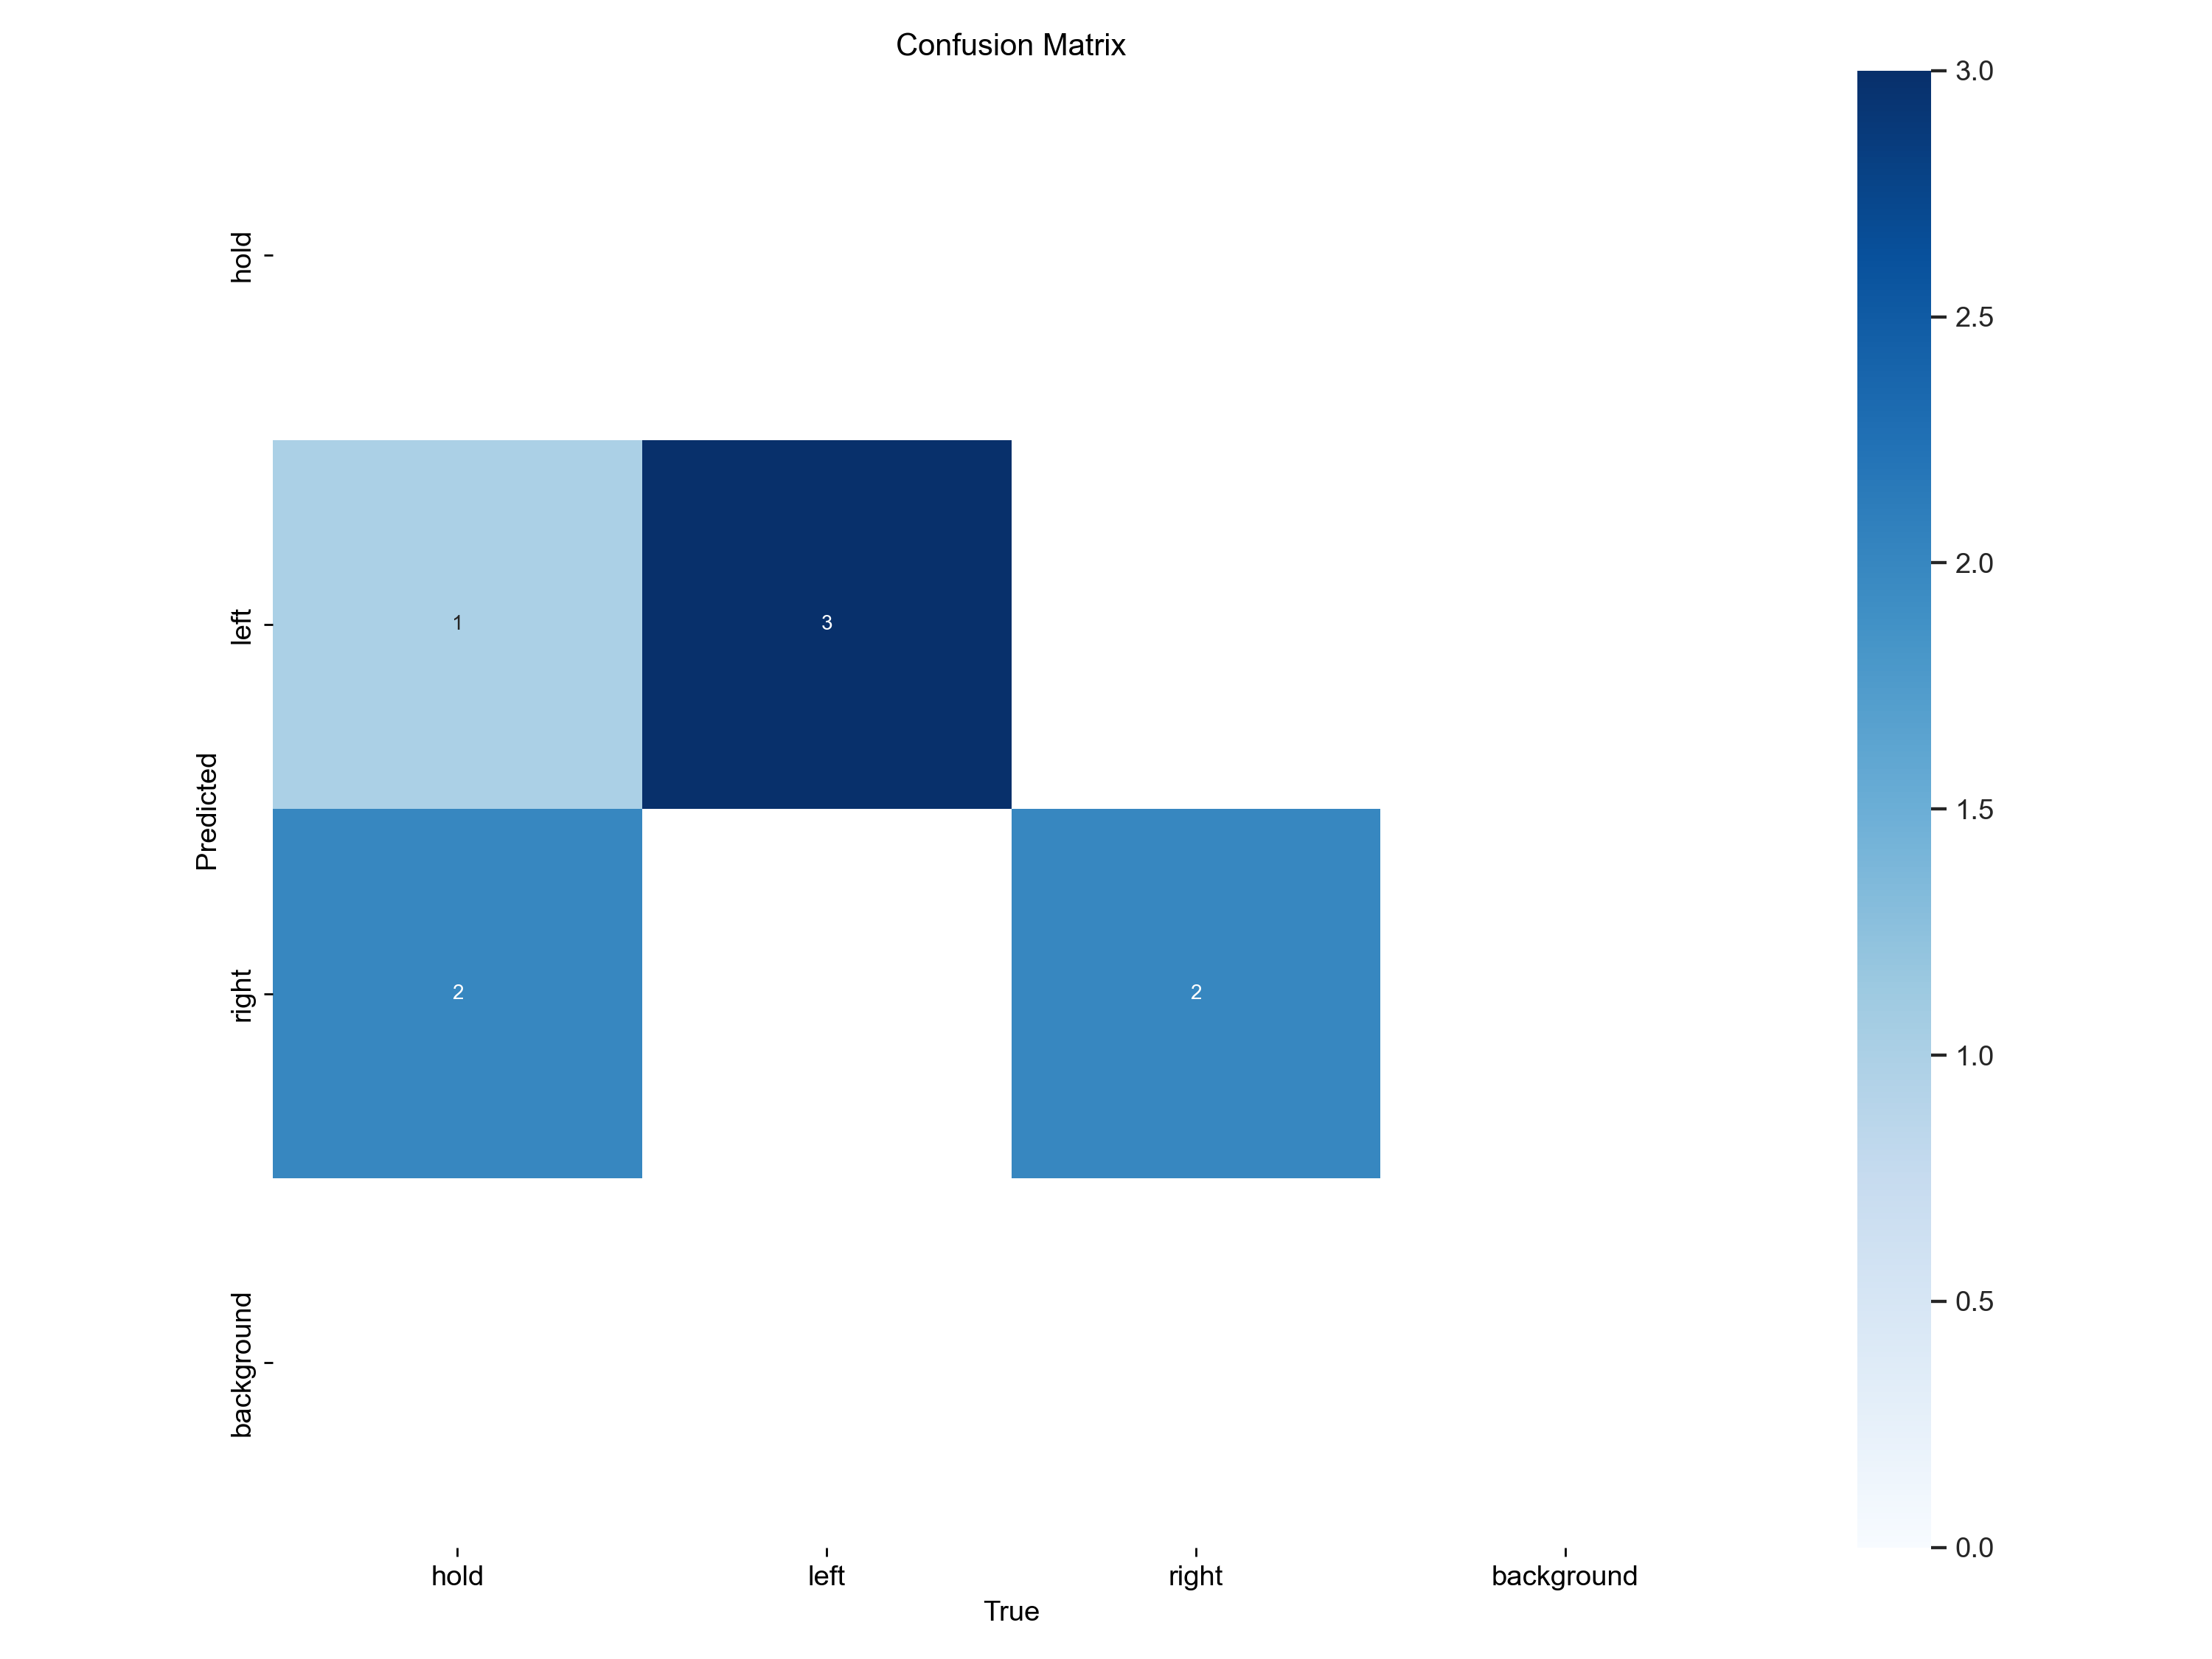 Confusion Matrix
hold
left
right
background
Predicted
1
3
2
2
hold
left
right
background
True
3.0
2.5
2.0
1.5
1.0
0.5
0.0